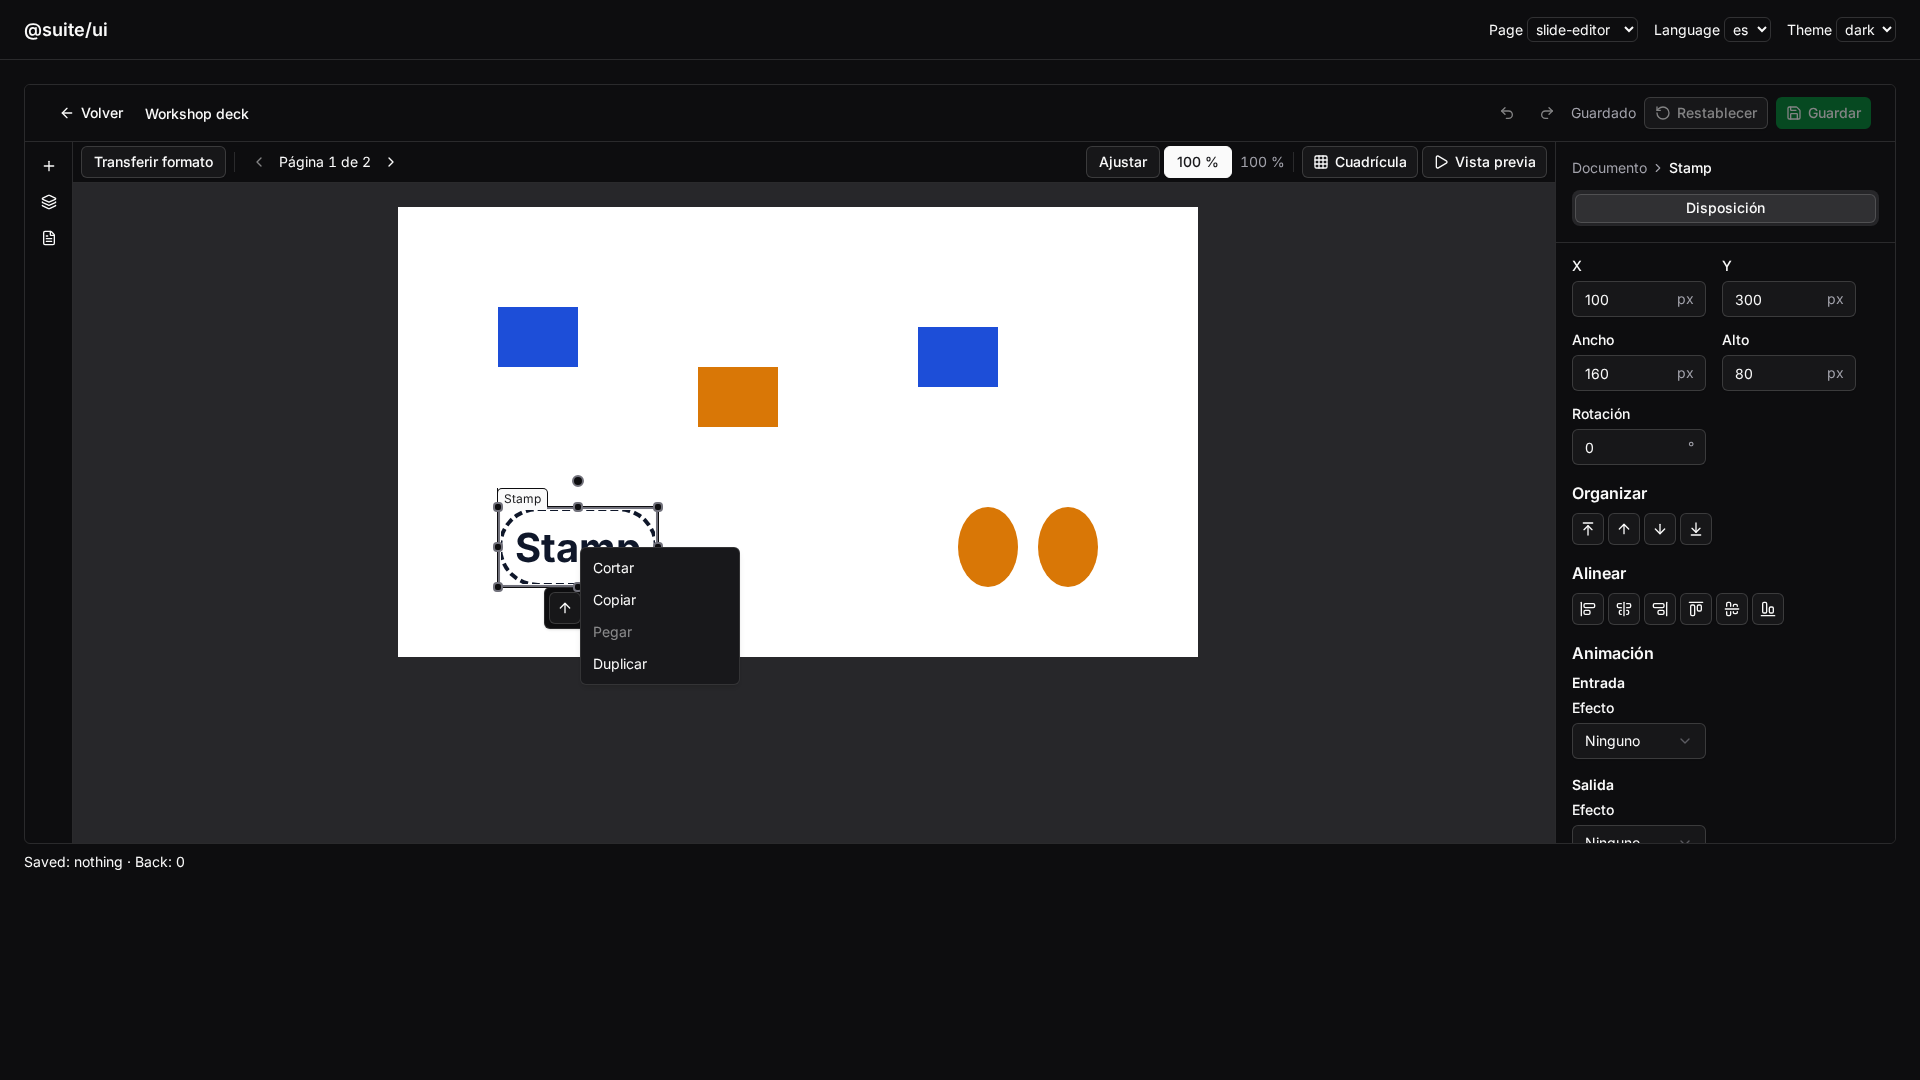 @suite/ui
Page slide-editor Language es Theme dark
Volver Workshop deck Guardado Restablecer Guardar
Transferir formato Página 1 de 2 Ajustar 100 % 100 % Cuadrícula Vista previa
Documento Stamp
Disposición
X Y
100 px 300 px
Ancho Alto
160 px 80 px
Rotación
0 °
Stamp
Stamp
Cortar
Copiar
Pegar
Duplicar
Organizar
Alinear
Animación
Entrada
Efecto
Ninguno
Salida
Efecto
Ninguno
Saved: nothing · Back: 0